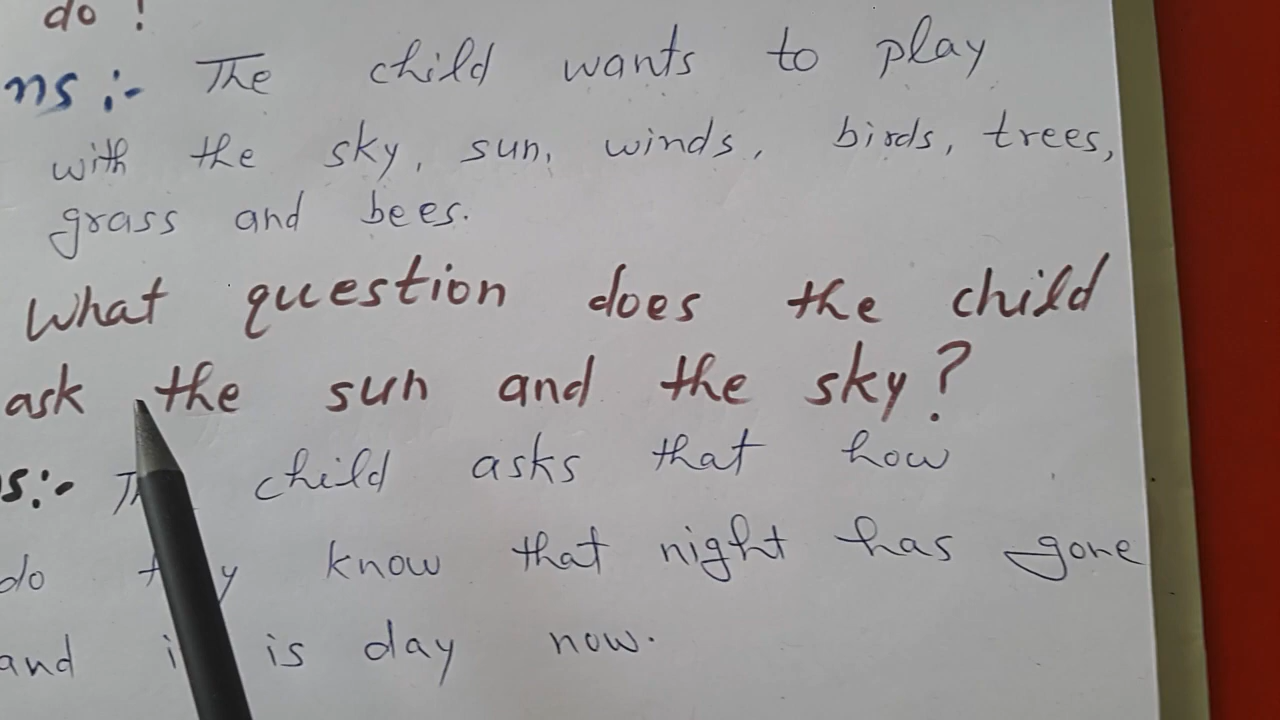 do !
ns :-  The child wants to play
with the sky, sun, winds, birds, trees,
grass and bees.
What question does the child
ask the sun and the sky?
s:- child asks that how
do know that night has gone
and is day now.